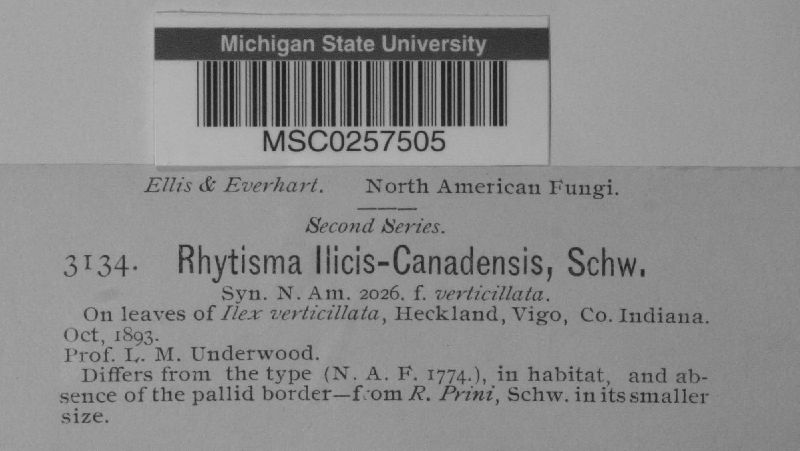 Michigan State University
MSC0257505
Ellis & Everhart. North American Fungi.
Second Series.
3134. Rhytisma Ilicis-Canadensis, Schw.
Syn. N. Am. 2026. f. verticillata.
On leaves of Ilex verticillata, Heckland, Vigo, Co. Indiana.
Oct, 1893.
Prof. L. M. Underwood.
Differs from the type (N. A. F. 1774.), in habitat, and ab-
sence of the pallid border—from R. Prini, Schw. in its smaller
size.